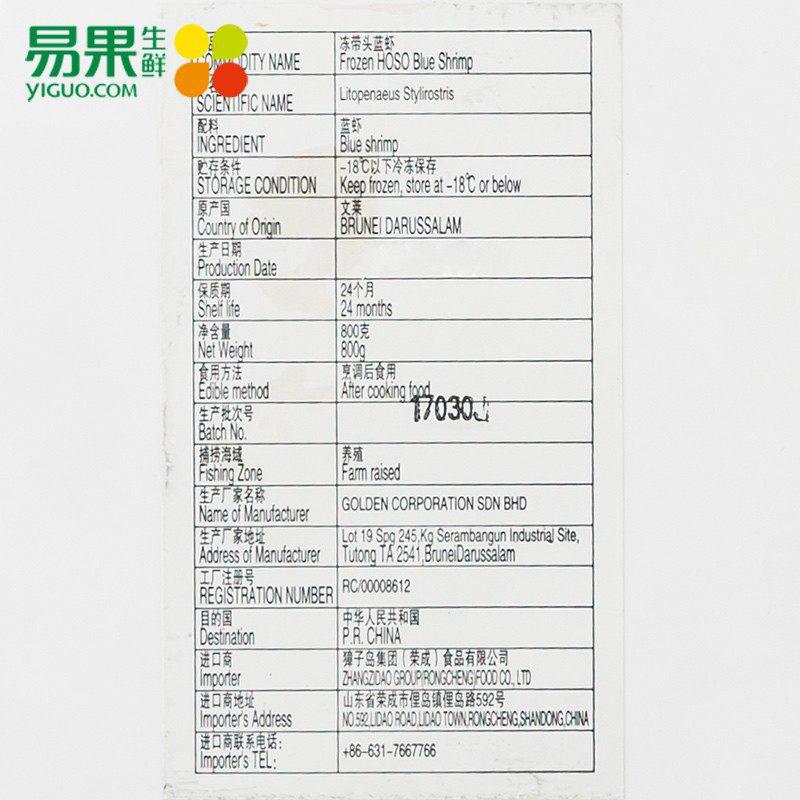 易果生鲜
YIGUO.COM
冻带头蓝虾
COMMODITY NAME Frozen HOSO Blue Shrimp
SCIENTIFIC NAME Litopenaeus Stylirostris
配料 蓝虾
INGREDIENT Blue shrimp
贮存条件 -18℃以下冷冻保存
STORAGE CONDITION Keep frozen, store at -18℃ or below
原产国 文莱
Country of Origin BRUNEI DARUSSALAM
生产日期
Production Date
保质期 24个月
Shelf life 24 months
净含量 800克
Net Weight 800g
食用方法 烹调后食用
Edible method After cooking food
17030
生产批次号
Batch No.
捕捞海域 养殖
Fishing Zone Farm raised
生产厂家名称
Name of Manufacturer GOLDEN CORPORATION SDN BHD
生产厂家地址 Lot 19 Spg 245,Kg Serambangun Industrial Site,
Address of Manufacturer Tutong TA 2541,BruneiDarussalam
工厂注册号
REGISTRATION NUMBER RC/00008612
目的国 中华人民共和国
Destination P.R. CHINA
进口商 獐子岛集团（荣成）食品有限公司
Importer ZHANGZIDAO GROUP(RONGCHENG)FOOD CO., LTD
进口商地址 山东省荣成市俚岛镇俚岛路592号
Importer's Address NO.592,LIDAO ROAD,LIDAO TOWN,RONGCHENG,SHANDONG,CHINA
进口商联系电话:
Importer's TEL: +86-631-7667766